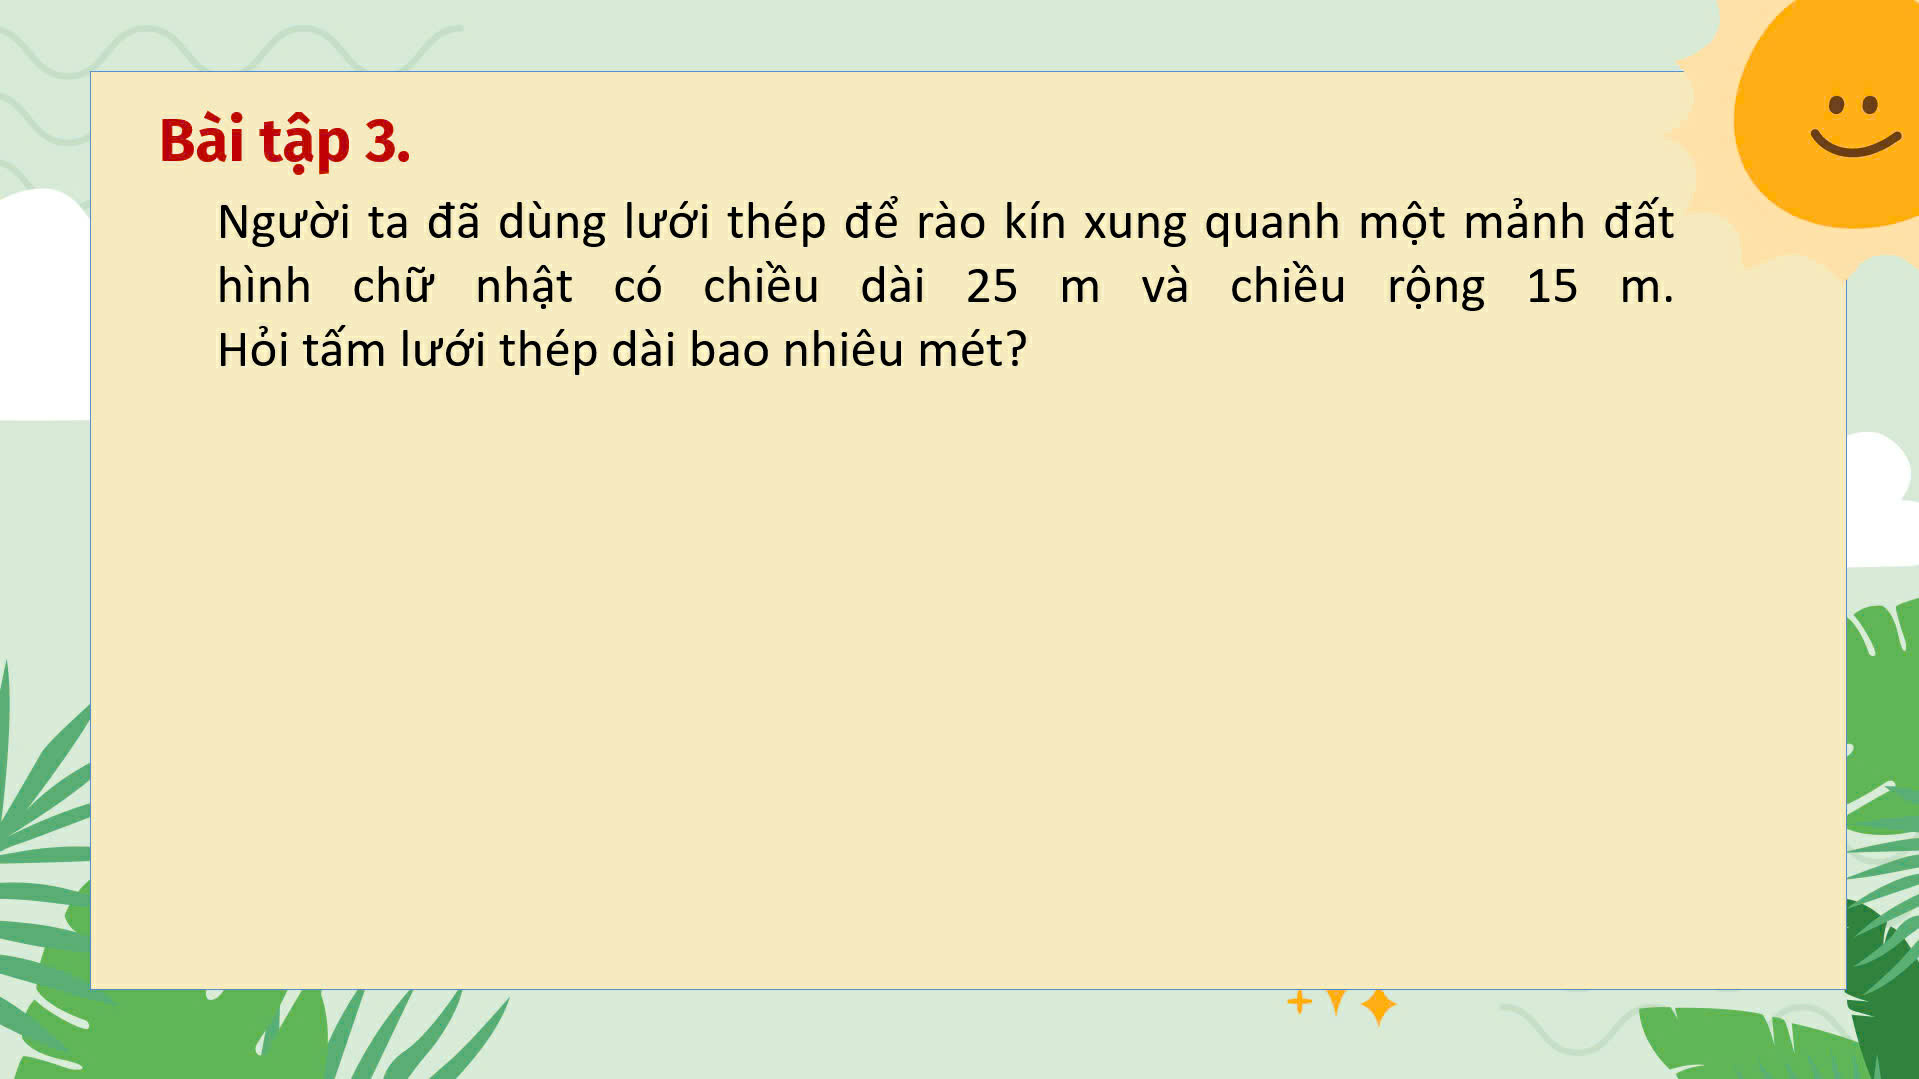 Bài tập 3.
Người ta đã dùng lưới thép để rào kín xung quanh một mảnh đất
hình chữ nhật có chiều dài 25 m và chiều rộng 15 m.
Hỏi tấm lưới thép dài bao nhiêu mét?